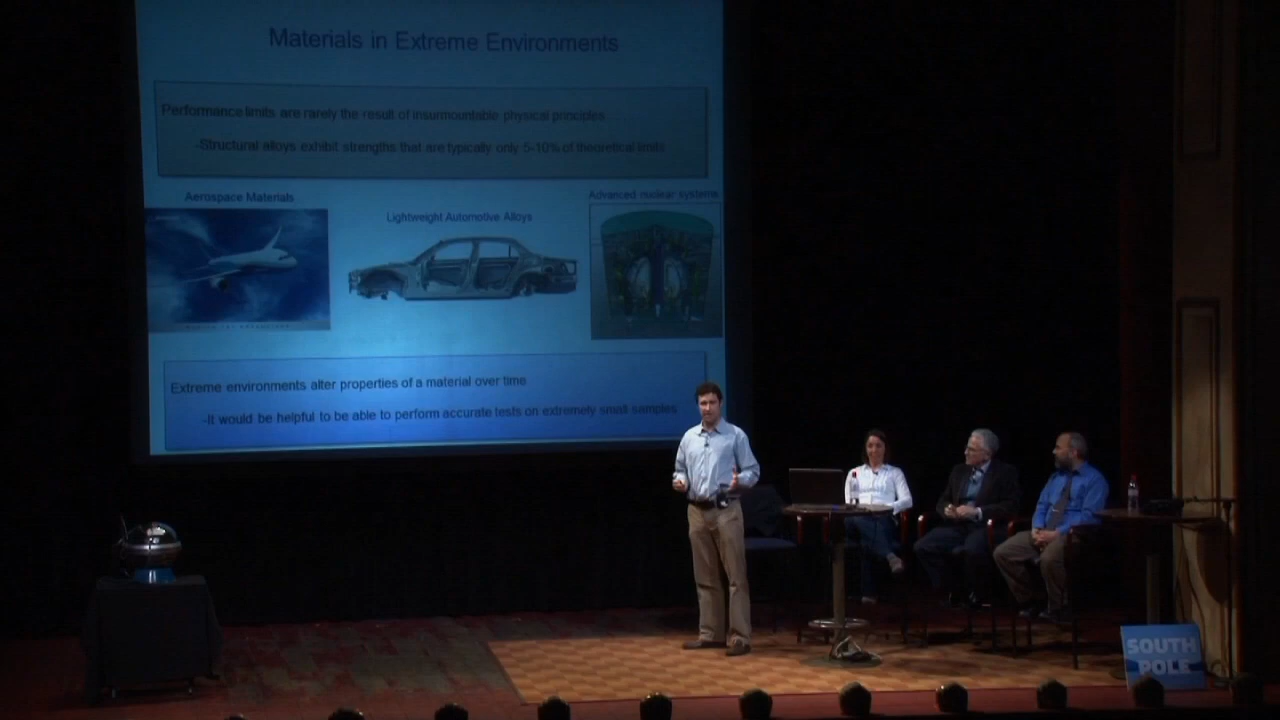 Materials in Extreme Environments
Performance limits are rarely the result of insurmountable physical principles
-Structural alloys exhibit strengths that are typically only 5-10% of theoretical limits
Aerospace Materials
Lightweight Automotive Alloys
Advanced nuclear systems
Extreme environments alter properties of a material over time
-It would be helpful to be able to perform accurate tests on extremely small samples
SOUTH
POLE